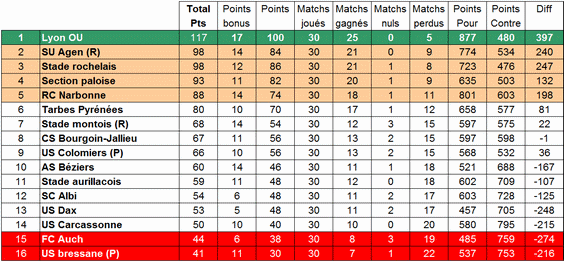 Total Pts Points bonus Points Matchs joués Matchs gagnés Matchs nuls Matchs perdus Points Pour Points Contre Diff
1 Lyon OU 117 17 100 30 25 0 5 877 480 397
2 SU Agen (R) 98 14 84 30 21 0 9 774 534 240
3 Stade rochelais 98 12 86 30 21 1 8 723 476 247
4 Section paloise 93 11 82 30 20 1 9 635 503 132
5 RC Narbonne 88 14 74 30 18 1 11 801 603 198
6 Tarbes Pyrénées 80 10 70 30 17 1 12 658 577 81
7 Stade montois (R) 68 14 54 30 12 3 15 597 575 22
8 CS Bourgoin-Jallieu 67 11 56 30 13 2 15 597 598 -1
9 US Colomiers (P) 66 10 56 30 13 2 15 568 532 36
10 AS Béziers 60 14 46 30 11 1 18 521 688 -167
11 Stade aurillacois 59 11 48 30 12 0 18 602 709 -107
12 SC Albi 54 6 48 30 11 2 17 603 728 -125
13 US Dax 53 5 48 30 11 2 17 457 705 -248
14 US Carcassonne 50 10 40 30 10 0 20 580 795 -215
15 FC Auch 44 6 38 30 8 3 19 485 759 -274
16 US bressane (P) 41 11 30 30 7 1 22 537 753 -216